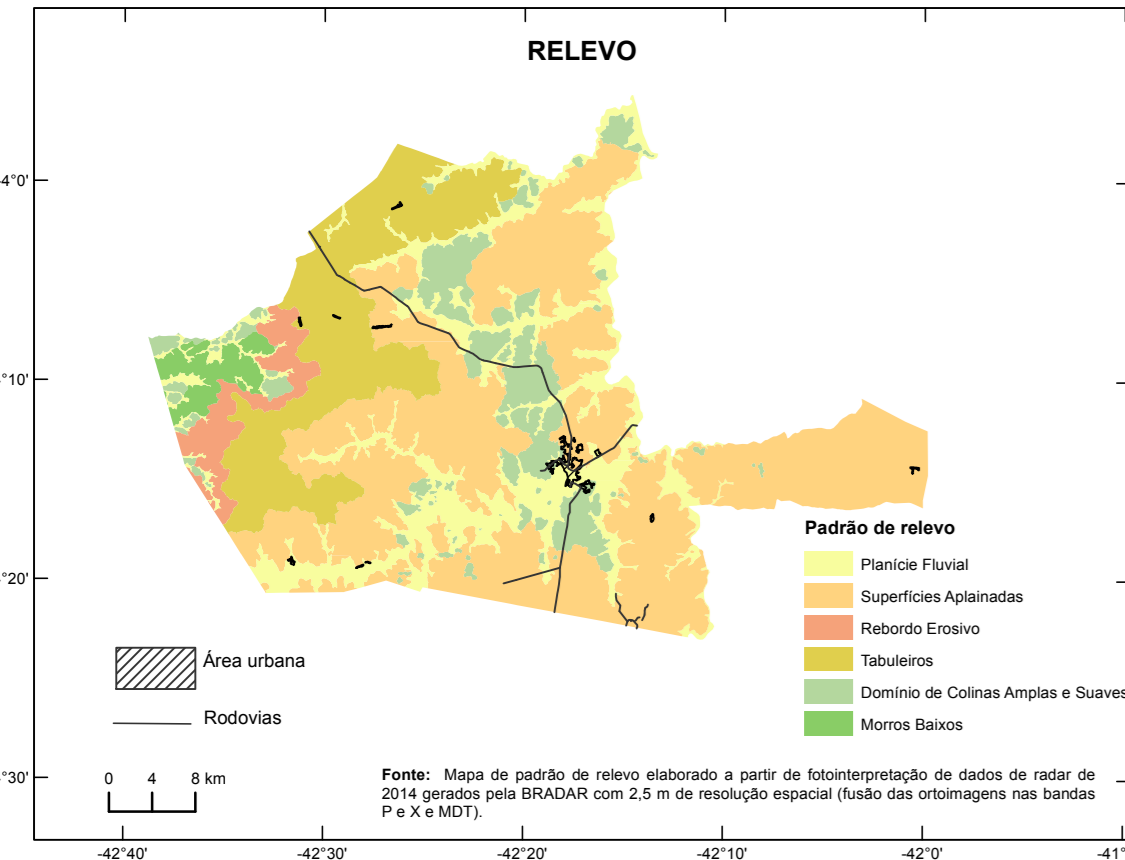 RELEVO
4°0'
:°10'
:°20'
:°30'
Padrão de relevo
Planície Fluvial
Superfícies Aplainadas
Rebordo Erosivo
Tabuleiros
Domínio de Colinas Amplas e Suaves
Morros Baixos
Área urbana
Rodovias
0 4 8 km
Fonte: Mapa de padrão de relevo elaborado a partir de fotointerpretação de dados de radar de
2014 gerados pela BRADAR com 2,5 m de resolução espacial (fusão das ortoimagens nas bandas
P e X e MDT).
-42°40' -42°30' -42°20' -42°10' -42°0' -41°